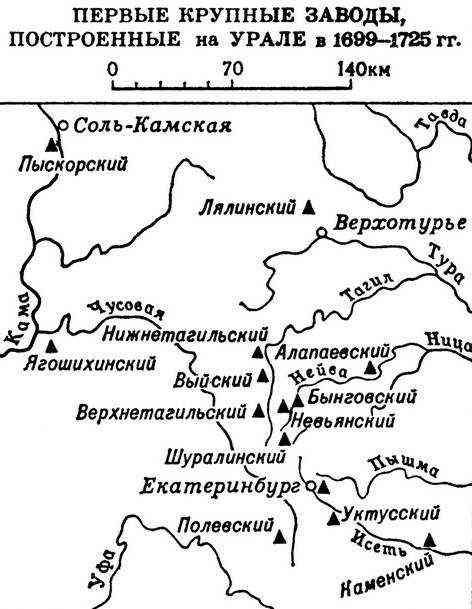 ПЕРВЫЕ КРУПНЫЕ ЗАВОДЫ,
ПОСТРОЕННЫЕ на УРАЛЕ в 1699–1725 гг.
0 70 140км
Тавда
Соль-Камская
Пыскорский
Лялинский
Верхотурье
Тура
Тагил
Кама
Чусовая
Нижнетагильский
Алапаевский
Ница
Ягошихинский
Выйский
Нейва
Бынговский
Верхнетагильский
Невьянский
Шуралинский
Пышма
Екатеринбург
Уктусский
Полевский
Исеть
Уфа
Каменский